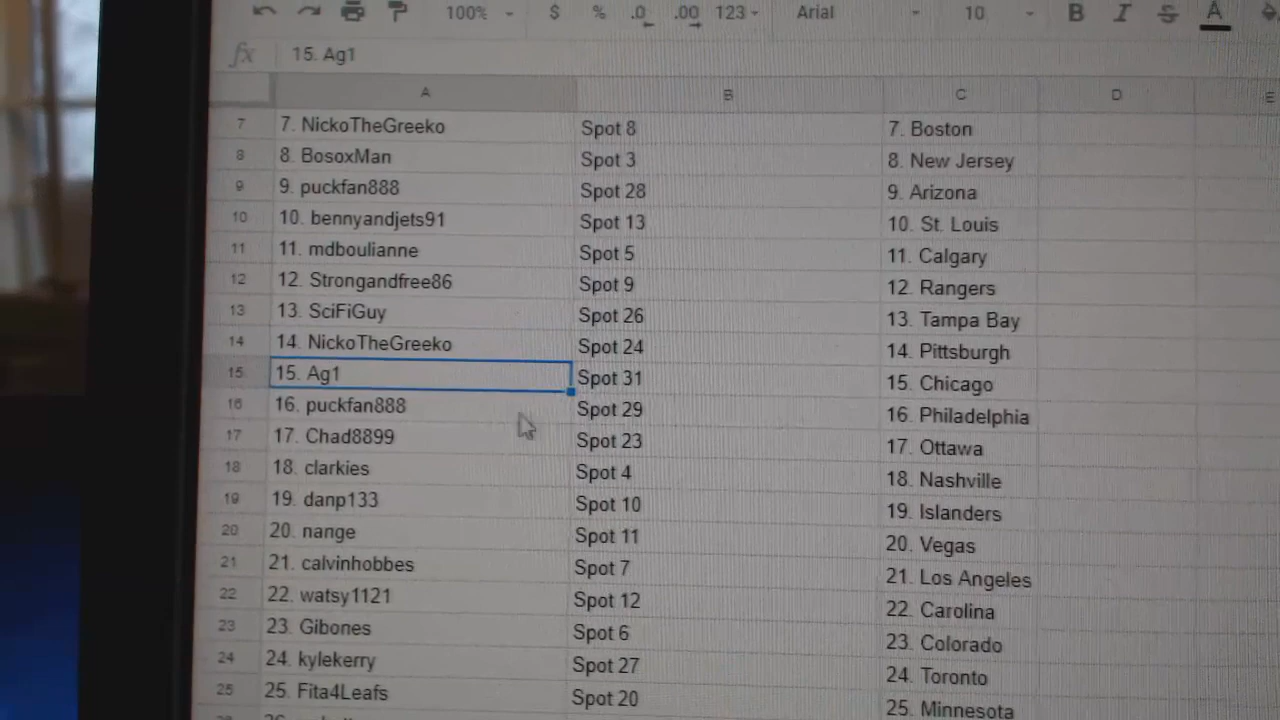 100% $ % .0 .00 123 Arial 10 B I S A
fx 15. Ag1
A B C D E
7 7. NickoTheGreeko Spot 8 7. Boston
8 8. BosoxMan Spot 3 8. New Jersey
9 9. puckfan888 Spot 28 9. Arizona
10 10. bennyandjets91 Spot 13 10. St. Louis
11 11. mdboulianne Spot 5 11. Calgary
12 12. Strongandfree86 Spot 9 12. Rangers
13 13. SciFiGuy Spot 26 13. Tampa Bay
14 14. NickoTheGreeko Spot 24 14. Pittsburgh
15 15. Ag1 Spot 31 15. Chicago
16 16. puckfan888 Spot 29 16. Philadelphia
17 17. Chad8899 Spot 23 17. Ottawa
18 18. clarkies Spot 4 18. Nashville
19 19. danp133 Spot 10 19. Islanders
20 20. nange Spot 11 20. Vegas
21 21. calvinhobbes Spot 7 21. Los Angeles
22 22. watsy1121 Spot 12 22. Carolina
23 23. Gibones Spot 6 23. Colorado
24 24. kylekerry Spot 27 24. Toronto
25 25. Fita4Leafs Spot 20 25. Minnesota